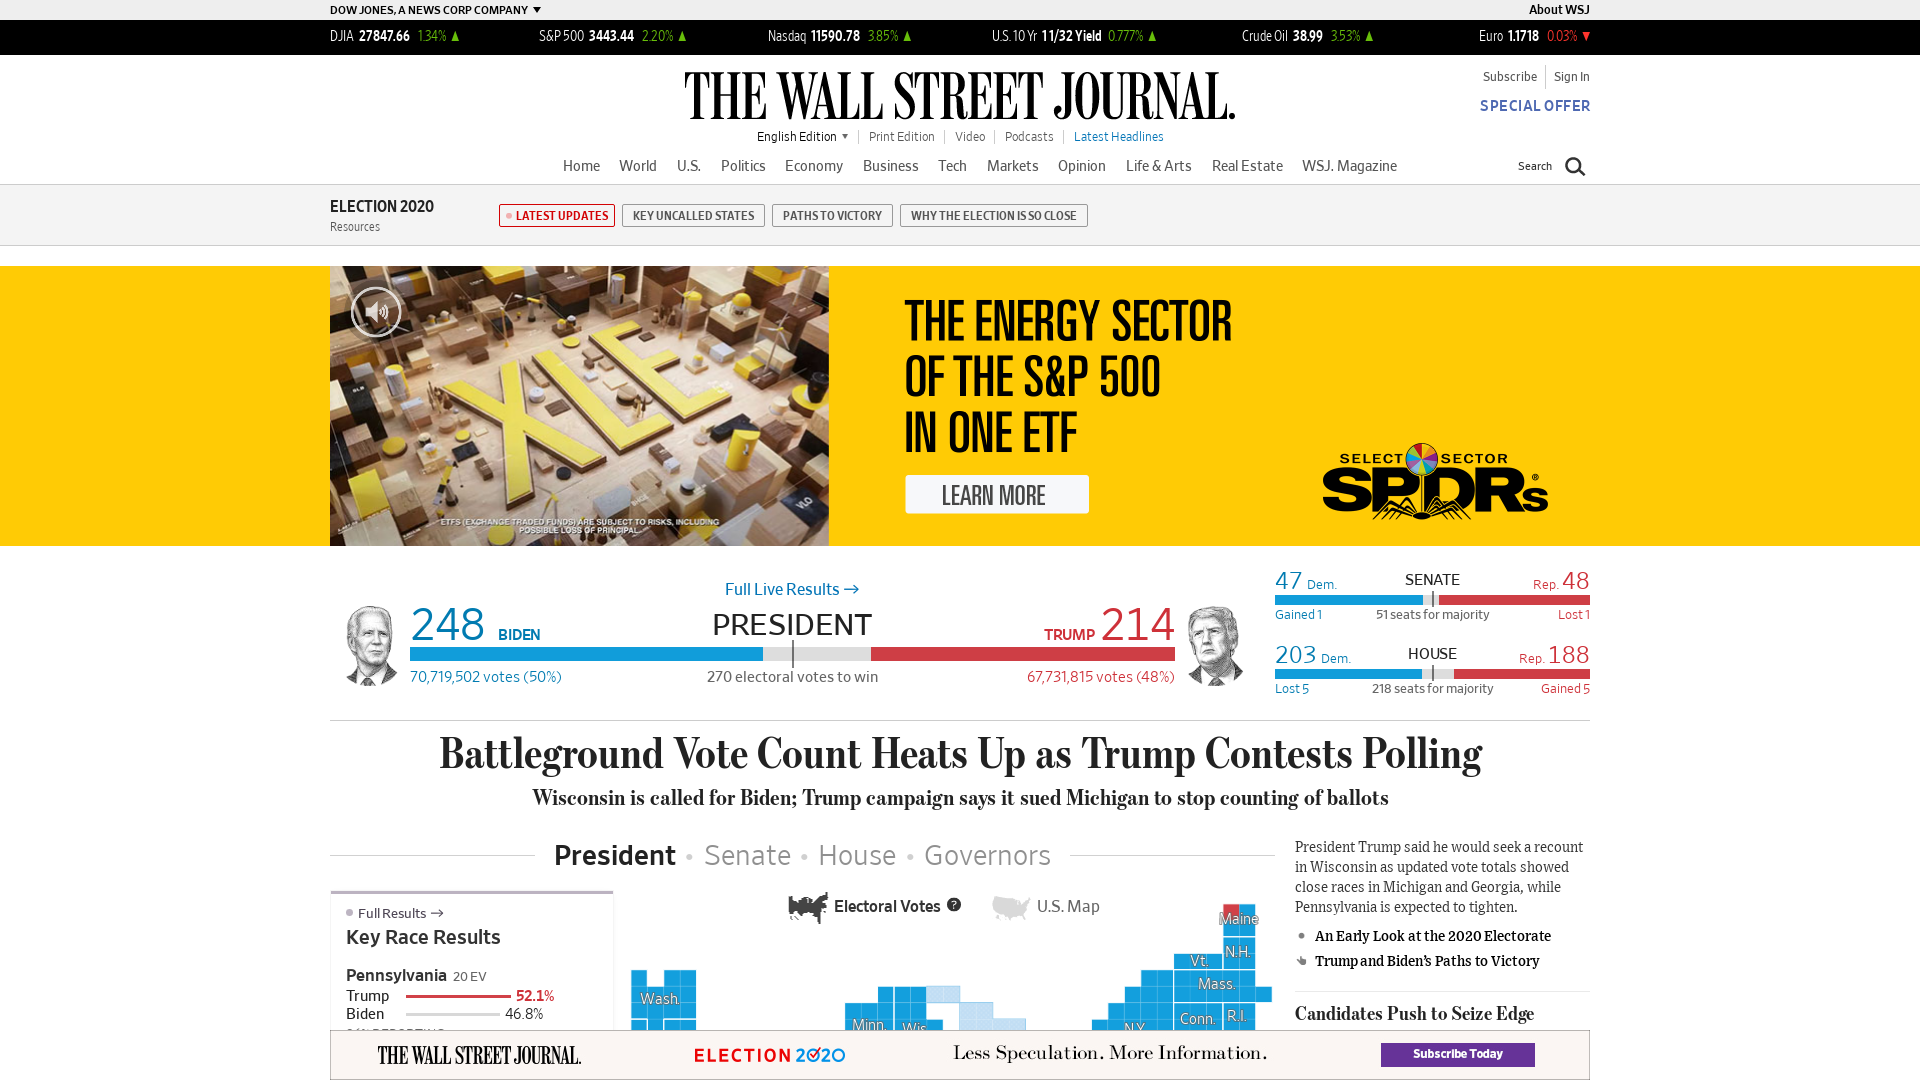 DOW JONES, A NEWS CORP COMPANY
About WSJ
DJIA 27847.66 1.34%
S&P 500 3443.44 2.20%
Nasdaq 11590.78 3.85%
U.S. 10 Yr 1 1/32 Yield 0.777%
Crude Oil 38.99 3.53%
Euro 1.1718 0.03%
THE WALL STREET JOURNAL.
Subscribe
Sign In
SPECIAL OFFER
English Edition
Print Edition
Video
Podcasts
Latest Headlines
Home World U.S. Politics Economy Business Tech Markets Opinion Life & Arts Real Estate WSJ. Magazine
Search
ELECTION 2020
Resources
LATEST UPDATES
KEY UNCALLED STATES
PATHS TO VICTORY
WHY THE ELECTION IS SO CLOSE
XLE
VLO
ETFS (EXCHANGE TRADED FUNDS) ARE SUBJECT TO RISKS, INCLUDING
POSSIBLE LOSS OF PRINCIPAL.
THE ENERGY SECTOR
OF THE S&P 500
IN ONE ETF
LEARN MORE
SELECT SECTOR
SPDRs®
Full Live Results →
248 BIDEN
PRESIDENT
TRUMP 214
70,719,502 votes (50%)
270 electoral votes to win
67,731,815 votes (48%)
47 Dem.
SENATE
Rep. 48
Gained 1
51 seats for majority
Lost 1
203 Dem.
HOUSE
Rep. 188
Lost 5
218 seats for majority
Gained 5
Battleground Vote Count Heats Up as Trump Contests Polling
Wisconsin is called for Biden; Trump campaign says it sued Michigan to stop counting of ballots
President • Senate • House • Governors
Full Results →
Key Race Results
Pennsylvania 20 EV
Trump 52.1%
Biden 46.8%
Electoral Votes ?
U.S. Map
Maine
N.H.
Vt.
Mass.
Wash.
Conn.
R.I.
Minn.
Wis.
N.Y.
President Trump said he would seek a recount
in Wisconsin as updated vote totals showed
close races in Michigan and Georgia, while
Pennsylvania is expected to tighten.
An Early Look at the 2020 Electorate
Trump and Biden's Paths to Victory
Candidates Push to Seize Edge
THE WALL STREET JOURNAL.
ELECTION 2020
Less Speculation. More Information.
Subscribe Today